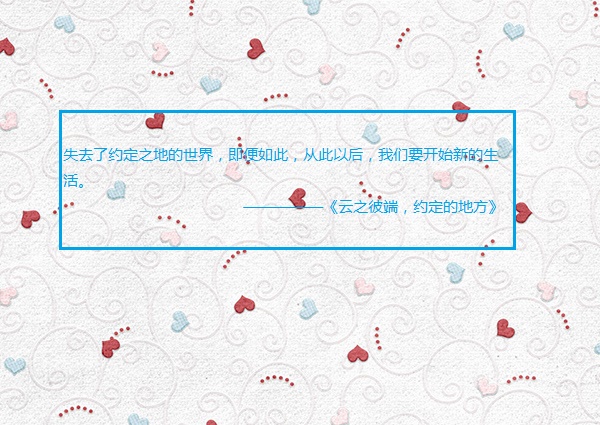 失去了约定之地的世界，即便如此，从此以后，我们要开始新的生
活。
——————《云之彼端，约定的地方》